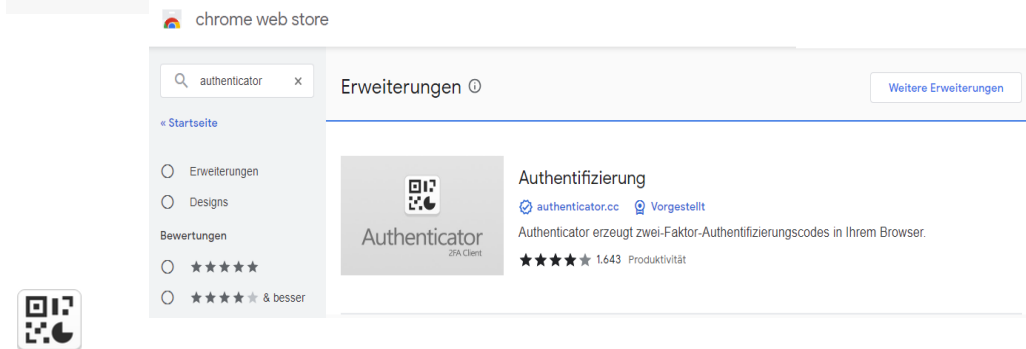 chrome web store
authenticator x
« Startseite
Erweiterungen
Designs
Bewertungen
& besser
Erweiterungen
Weitere Erweiterungen
Authenticator
2FA Client
Authentifizierung
authenticator.cc Vorgestellt
Authenticator erzeugt zwei-Faktor-Authentifizierungscodes in Ihrem Browser.
1.643 Produktivität